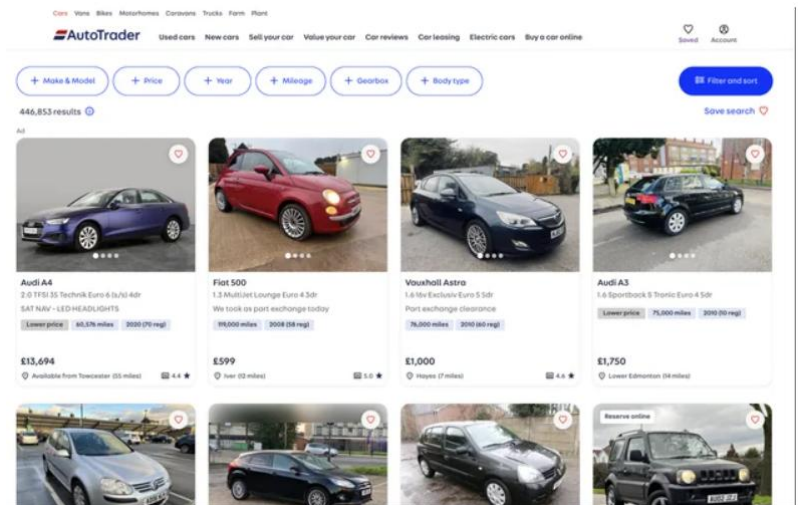 Cars Vans Bikes Motorhomes Caravans Trucks Farm Plant
AutoTrader Used cars New cars Sell your car Value your car Car reviews Car leasing Electric cars Buy a car online
Saved Account
+ Make & Model + Price + Year + Mileage + Gearbox + Body type Filter and sort
446,853 results Save search
Ad
Audi A4
2.0 TFSI 35 Technik Euro 6 (s/s) 4dr
SAT NAV - LED HEADLIGHTS
Lower price 60,576 miles 2020 (70 reg)
£13,694
Available from Towcester (55 miles) 4.4
Fiat 500
1.3 MultiJet Lounge Euro 4 3dr
We took as part exchange today
119,000 miles 2008 (58 reg)
£599
Iver (12 miles) 5.0
Vauxhall Astra
1.6 16v Exclusiv Euro 5 5dr
Part exchange clearance
76,000 miles 2010 (60 reg)
£1,000
Hayes (7 miles) 4.6
Audi A3
1.6 Sportback S Tronic Euro 4 5dr
Lower price 75,000 miles 2010 (10 reg)
£1,750
Lower Edmonton (14 miles)
Reserve online